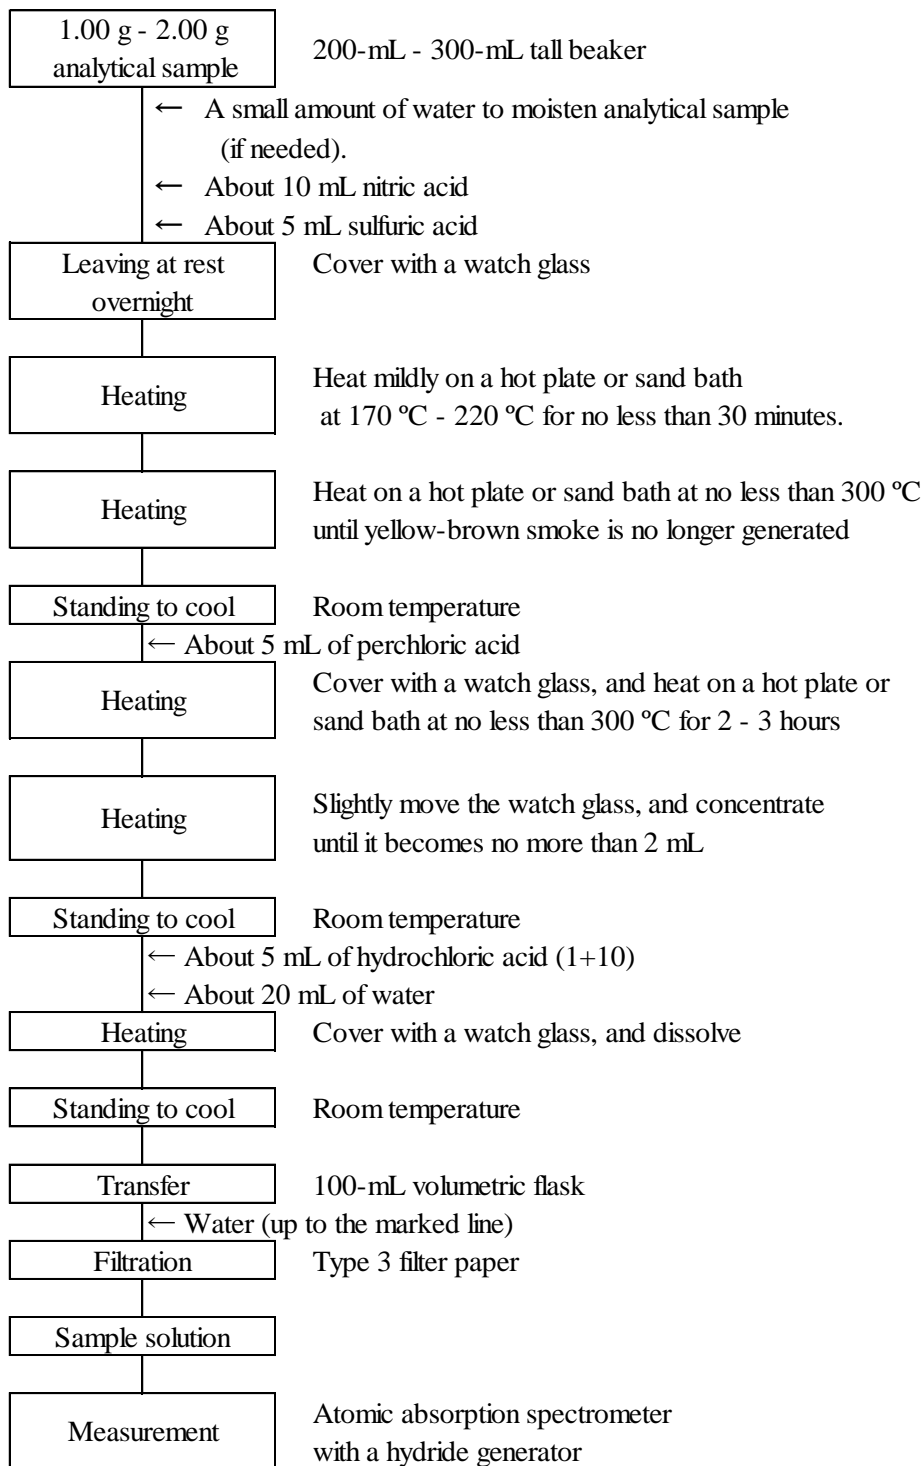 1.00 g - 2.00 g
analytical sample
200-mL - 300-mL tall beaker
← A small amount of water to moisten analytical sample
(if needed).
← About 10 mL nitric acid
← About 5 mL sulfuric acid
Leaving at rest
overnight
Cover with a watch glass
Heating
Heat mildly on a hot plate or sand bath
at 170 ºC - 220 ºC for no less than 30 minutes.
Heating
Heat on a hot plate or sand bath at no less than 300 ºC
until yellow-brown smoke is no longer generated
Standing to cool
Room temperature
← About 5 mL of perchloric acid
Heating
Cover with a watch glass, and heat on a hot plate or
sand bath at no less than 300 ºC for 2 - 3 hours
Heating
Slightly move the watch glass, and concentrate
until it becomes no more than 2 mL
Standing to cool
Room temperature
← About 5 mL of hydrochloric acid (1+10)
← About 20 mL of water
Heating
Cover with a watch glass, and dissolve
Standing to cool
Room temperature
Transfer
100-mL volumetric flask
← Water (up to the marked line)
Filtration
Type 3 filter paper
Sample solution
Measurement
Atomic absorption spectrometer
with a hydride generator